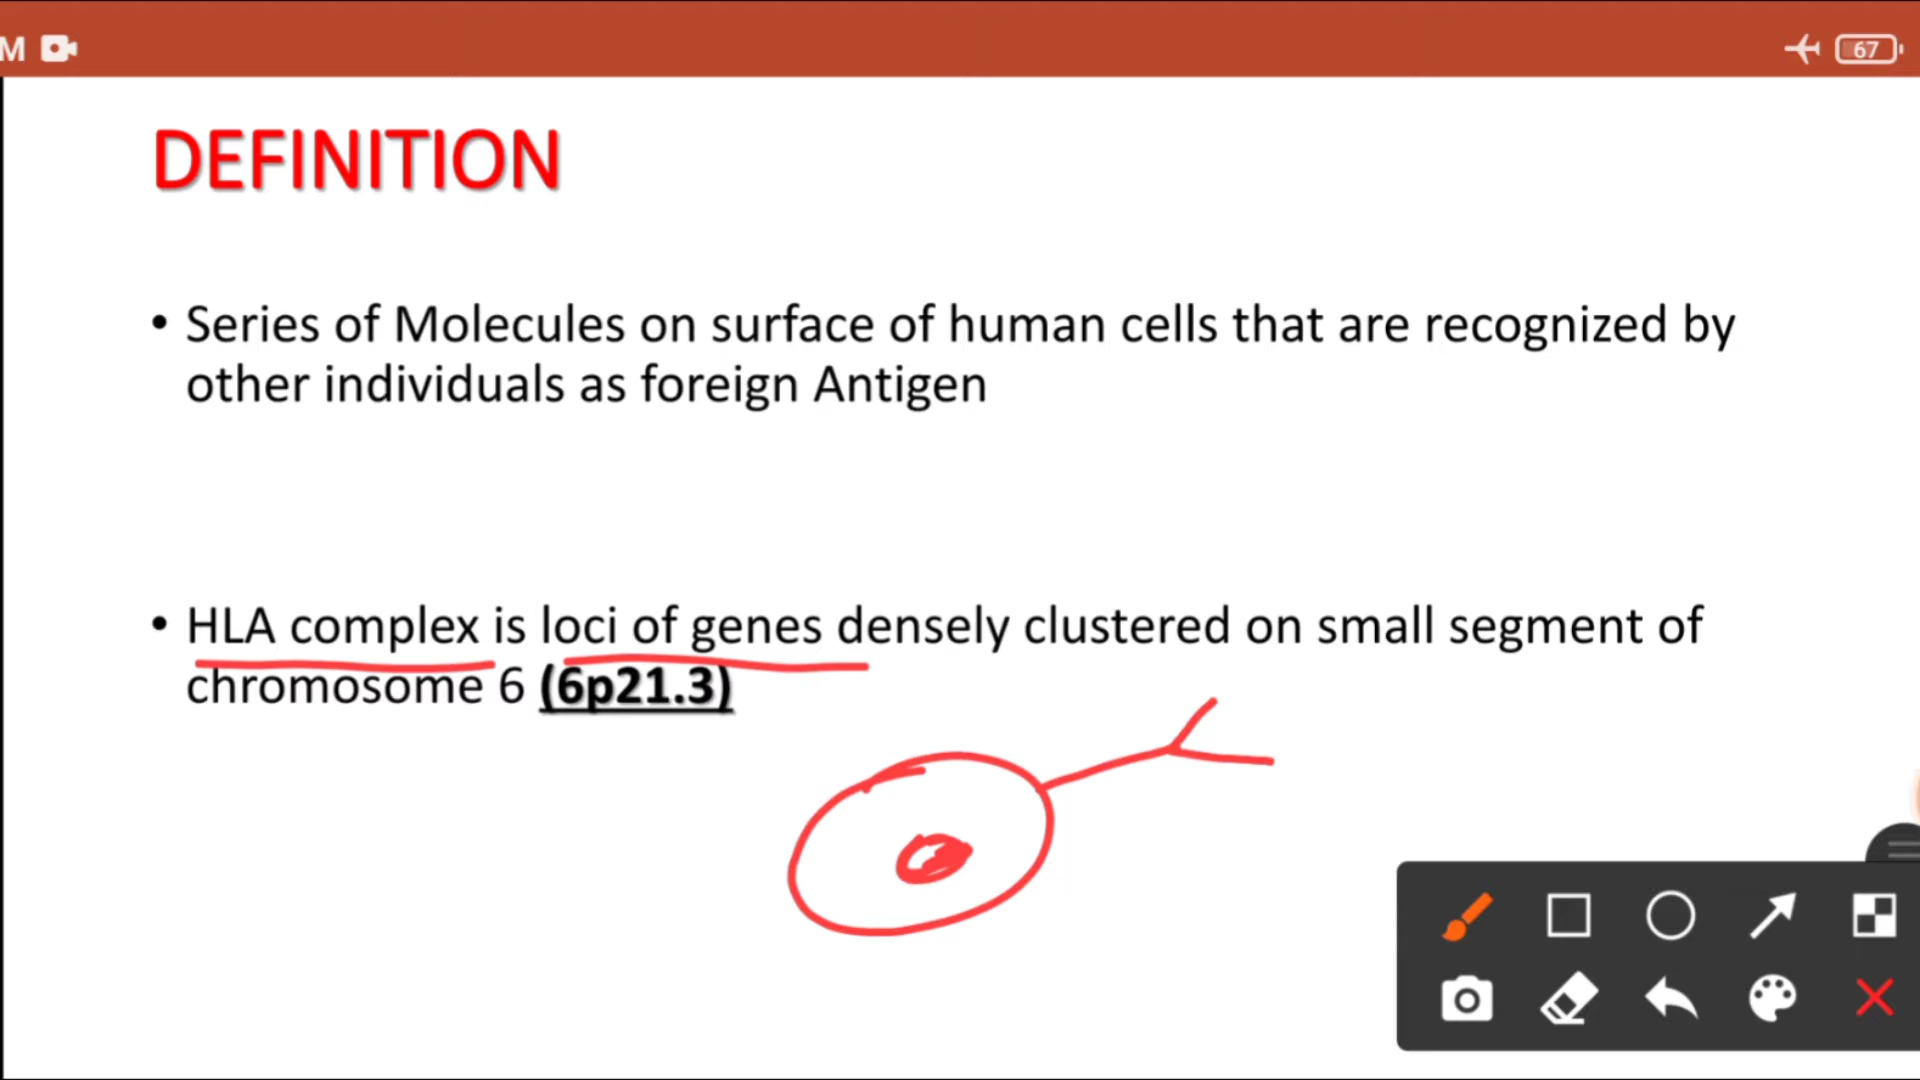 M
67
DEFINITION
• Series of Molecules on surface of human cells that are recognized by
other individuals as foreign Antigen
• HLA complex is loci of genes densely clustered on small segment of
chromosome 6 (6p21.3)